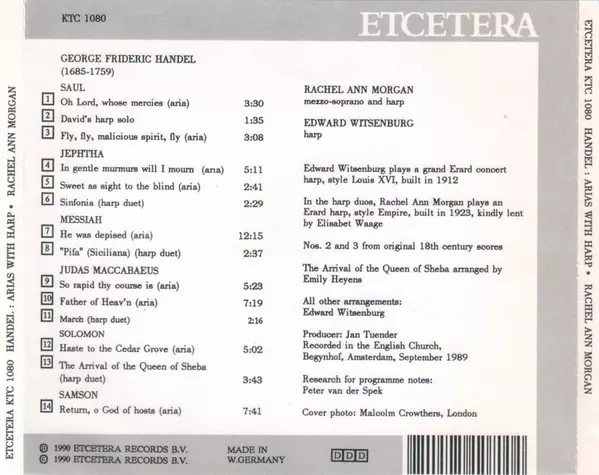 KTC 1080
ETCETERA
GEORGE FRIDERIC HANDEL
(1685-1759)
SAUL
1 Oh Lord, whose mercies (aria) 3:30
2 David's harp solo 1:35
3 Fly, fly, malicious spirit, fly (aria) 3:08
JEPHTHA
4 In gentle murmurs will I mourn (aria) 5:11
5 Sweet as sight to the blind (aria) 2:41
6 Sinfonia (harp duet) 2:29
MESSIAH
7 He was depised (aria) 12:15
8 "Pifa" (Siciliana) (harp duet) 2:37
JUDAS MACCABAEUS
9 So rapid thy course is (aria) 5:23
10 Father of Heav'n (aria) 7:19
11 March (harp duet) 2:16
SOLOMON
12 Haste to the Cedar Grove (aria) 5:02
13 The Arrival of the Queen of Sheba
(harp duet) 3:43
SAMSON
14 Return, o God of hosts (aria) 7:41
RACHEL ANN MORGAN
mezzo-soprano and harp
EDWARD WITSENBURG
harp
Edward Witsenburg plays a grand Erard concert
harp, style Louis XVI, built in 1912
In the harp duos, Rachel Ann Morgan plays an
Erard harp, style Empire, built in 1923, kindly lent
by Elisabet Waage
Nos. 2 and 3 from original 18th century scores
The Arrival of the Queen of Sheba arranged by
Emily Heyens
All other arrangements:
Edward Witsenburg
Producer: Jan Tuender
Recorded in the English Church,
Begynhof, Amsterdam, September 1989
Research for programme notes:
Peter van der Spek
Cover photo: Malcolm Crowthers, London
℗ 1990 ETCETERA RECORDS B.V.
© 1990 ETCETERA RECORDS B.V.
MADE IN
W.GERMANY
DDD
ETCETERA KTC 1080 HANDEL : ARIAS WITH HARP • RACHEL ANN MORGAN
ETCETERA KTC 1080 HANDEL : ARIAS WITH HARP • RACHEL ANN MORGAN